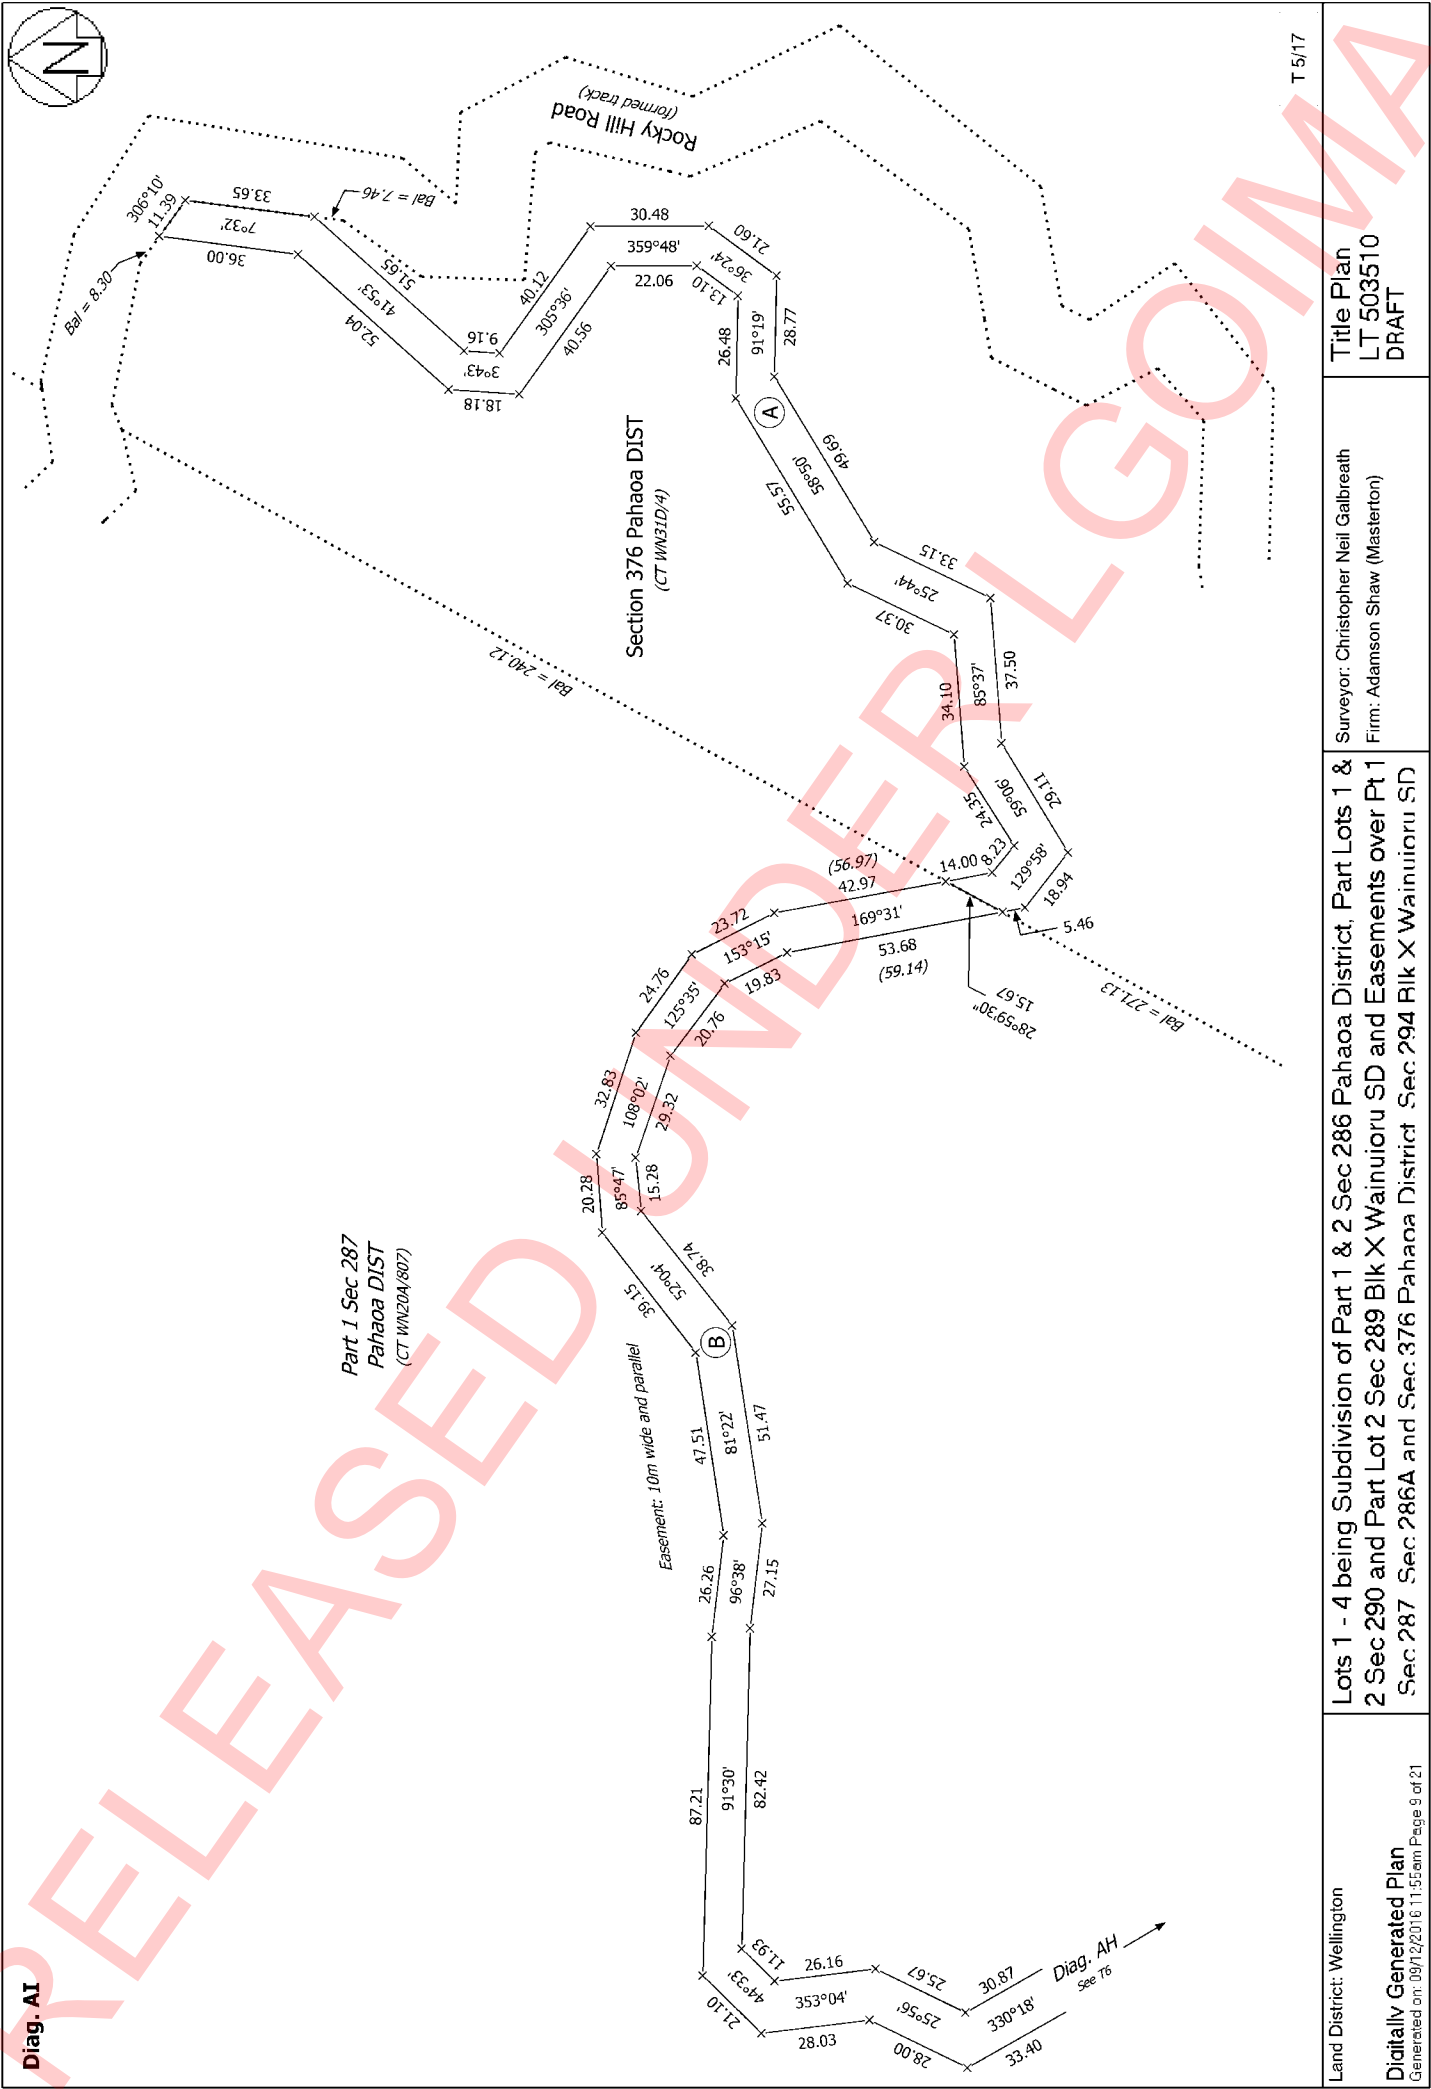 Diag. AI
N
RELEASED UNDER LGOIMA
T 5/17
Rocky Hill Road
(formed track)
306°10'
11.39
Bal = 8.30
33.65
7°32'
36.00
Bal = 7.46
51.65
41°53'
52.04
9.16
3°43'
18.18
40.12
305°36'
40.56
30.48
359°48'
22.06
21.60
36°24'
13.10
26.48
91°19'
28.77
A
49.69
58°50'
55.57
33.15
25°44'
30.37
34.10
85°37'
37.50
24.35
59°06'
29.11
8.23
129°58'
18.94
14.00
5.46
Section 376 Pahaoa DIST
(CT WN31D/4)
Bal = 240.12
(56.97)
42.97
169°31'
53.68
(59.14)
28°59'30"
15.67
Bal = 271.13
23.72
153°15'
19.83
24.76
125°35'
20.76
32.83
108°02'
29.32
20.28
85°47'
15.28
39.15
52°04'
38.74
B
Part 1 Sec 287
Pahaoa DIST
(CT WN20A/807)
Easement: 10m wide and parallel
47.51
81°22'
51.47
26.26
96°38'
27.15
87.21
91°30'
82.42
11.93
44°33'
21.10
26.16
353°04'
28.03
25.67
25°56'
28.00
30.87
330°18'
33.40
Diag. AH
See T6
Land District: Wellington
Digitally Generated Plan
Generated on: 09/12/2016 11:55am Page 9 of 21
Lots 1 - 4 being Subdivision of Part 1 & 2 Sec 286 Pahaoa District, Part Lots 1 &
2 Sec 290 and Part Lot 2 Sec 289 Blk X Wainuioru SD and Easements over Pt 1
Sec 287, Sec 286A and Sec 376 Pahaoa District, Sec 294 Blk X Wainuioru SD
Surveyor: Christopher Neil Galbreath
Firm: Adamson Shaw (Masterton)
Title Plan
LT 503510
DRAFT